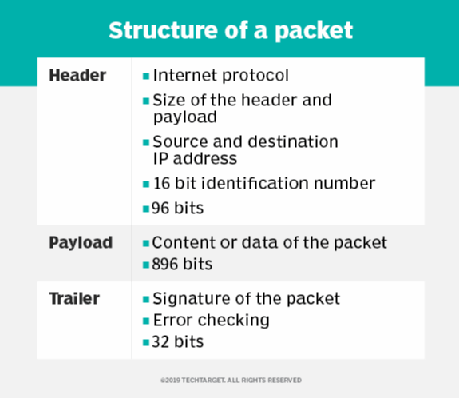 Structure of a packet
Header
Internet protocol
Size of the header and
payload
Source and destination
IP address
16 bit identification number
96 bits
Payload
Content or data of the packet
896 bits
Trailer
Signature of the packet
Error checking
32 bits
©2019 TECHTARGET. ALL RIGHTS RESERVED